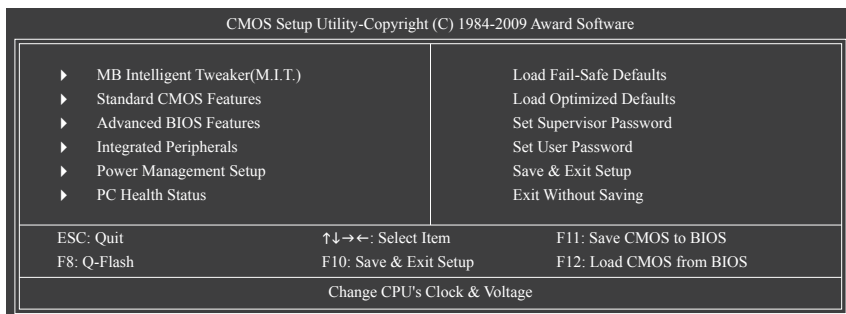 CMOS Setup Utility-Copyright (C) 1984-2009 Award Software
MB Intelligent Tweaker(M.I.T.)
Standard CMOS Features
Advanced BIOS Features
Integrated Peripherals
Power Management Setup
PC Health Status
Load Fail-Safe Defaults
Load Optimized Defaults
Set Supervisor Password
Set User Password
Save & Exit Setup
Exit Without Saving
ESC: Quit ↑↓→←: Select Item F11: Save CMOS to BIOS
F8: Q-Flash F10: Save & Exit Setup F12: Load CMOS from BIOS
Change CPU's Clock & Voltage